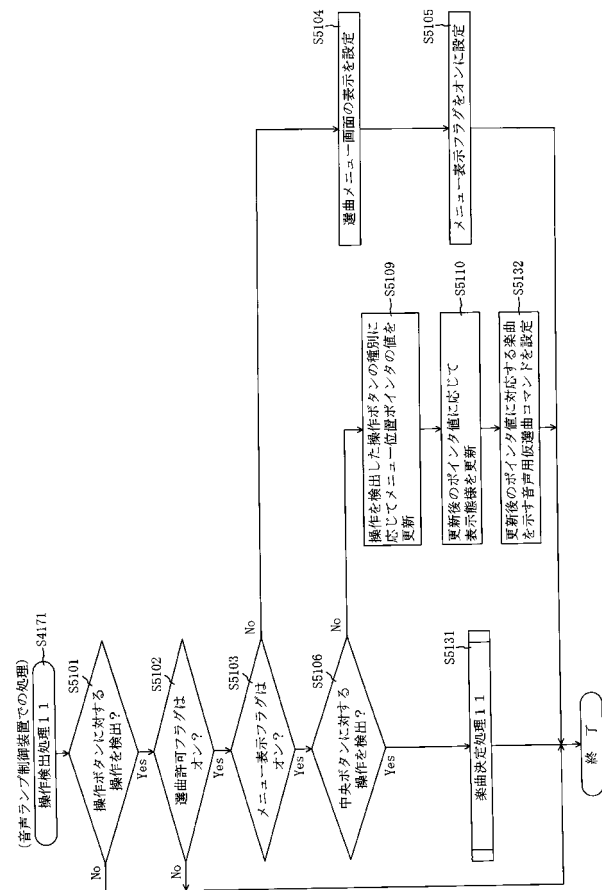 (音声ランプ制御装置での処理)
S4171
操作検出処理11
S5101
操作ボタンに対する
操作を検出?
No
Yes
S5102
選曲許可フラグは
オン?
No
Yes
S5103
メニュー表示フラグは
オン?
No
Yes
S5104
選曲メニュー画面の表示を設定
S5105
メニュー表示フラグをオンに設定
S5106
中央ボタンに対する
操作を検出?
No
Yes
S5109
操作を検出した操作ボタンの種別に
応じてメニュー位置ポインタの値を
更新
S5110
更新後のポインタ値に応じて
表示態様を更新
S5132
更新後のポインタ値に対応する楽曲
を示す音声用仮選曲コマンドを設定
S5131
楽曲決定処理11
終了